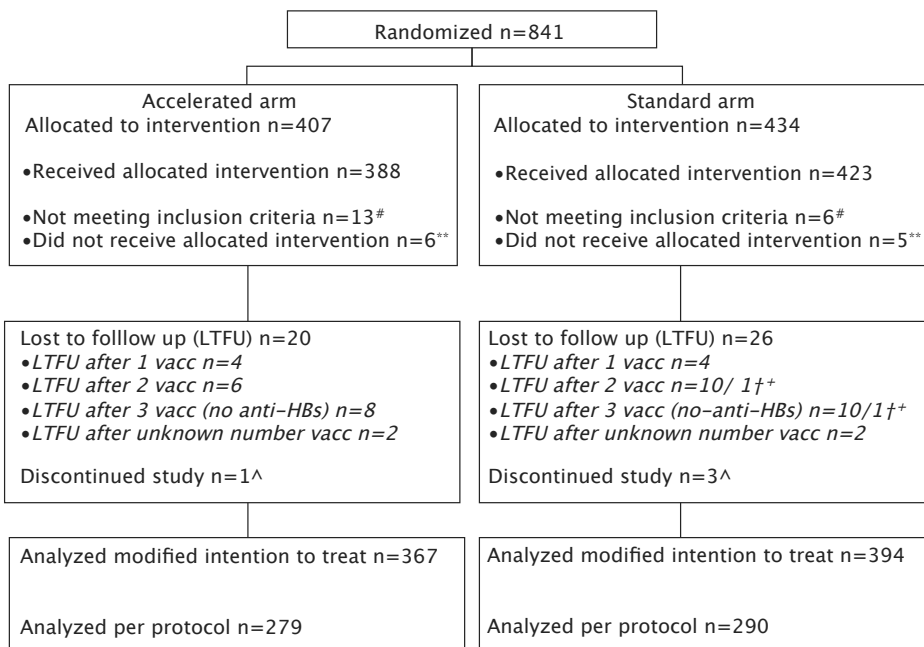 Randomized n=841
Accelerated arm
Allocated to intervention n=407
•Received allocated intervention n=388
•Not meeting inclusion criteria n=13#
•Did not receive allocated intervention n=6**
Standard arm
Allocated to intervention n=434
•Received allocated intervention n=423
•Not meeting inclusion criteria n=6#
•Did not receive allocated intervention n=5**
Lost to folllow up (LTFU) n=20
•LTFU after 1 vacc n=4
•LTFU after 2 vacc n=6
•LTFU after 3 vacc (no anti-HBs) n=8
•LTFU after unknown number vacc n=2
Discontinued study n=1^
Lost to follow up (LTFU) n=26
•LTFU after 1 vacc n=4
•LTFU after 2 vacc n=10/ 1†+
•LTFU after 3 vacc (no-anti-HBs) n=10/1†+
•LTFU after unknown number vacc n=2
Discontinued study n=3^
Analyzed modified intention to treat n=367
Analyzed per protocol n=279
Analyzed modified intention to treat n=394
Analyzed per protocol n=290